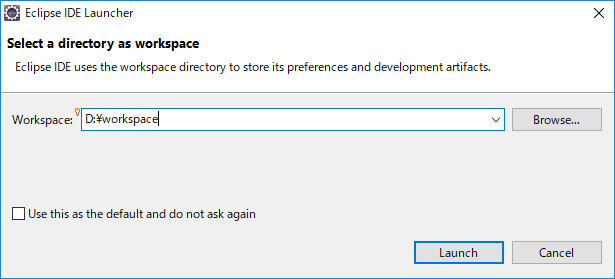 Eclipse IDE Launcher
Select a directory as workspace
Eclipse IDE uses the workspace directory to store its preferences and development artifacts.
Workspace: D:¥workspace Browse...
Use this as the default and do not ask again
Launch Cancel